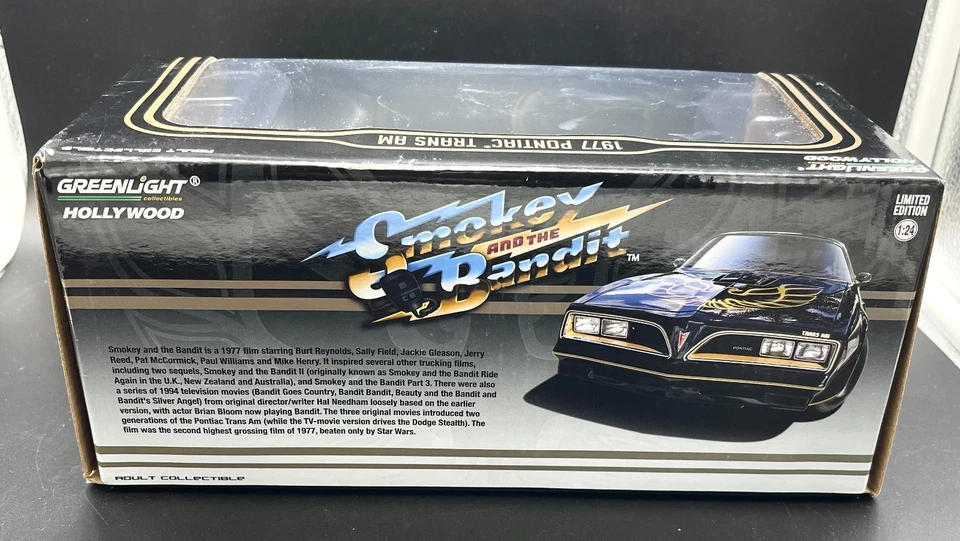 1977 PONTIAC® TRANS AM
ADULT COLLECTIBLE
GREENLIGHT
HOLLYWOOD
GREENLIGHT®
collectibles
HOLLYWOOD
Smokey
AND THE
Bandit™
LIMITED
EDITION
1:24
TRANS AM
PONTIAC
Smokey and the Bandit is a 1977 film starring Burt Reynolds, Sally Field, Jackie Gleason, Jerry
Reed, Pat McCormick, Paul Williams and Mike Henry. It inspired several other trucking films,
including two sequels, Smokey and the Bandit II (originally known as Smokey and the Bandit Ride
Again in the U.K., New Zealand and Australia), and Smokey and the Bandit Part 3. There were also
a series of 1994 television movies (Bandit Goes Country, Bandit Bandit, Beauty and the Bandit and
Bandit's Silver Angel) from original director/writer Hal Needham loosely based on the earlier
version, with actor Brian Bloom now playing Bandit. The three original movies introduced two
generations of the Pontiac Trans Am (while the TV-movie version drives the Dodge Stealth). The
film was the second highest grossing film of 1977, beaten only by Star Wars.
ADULT COLLECTIBLE